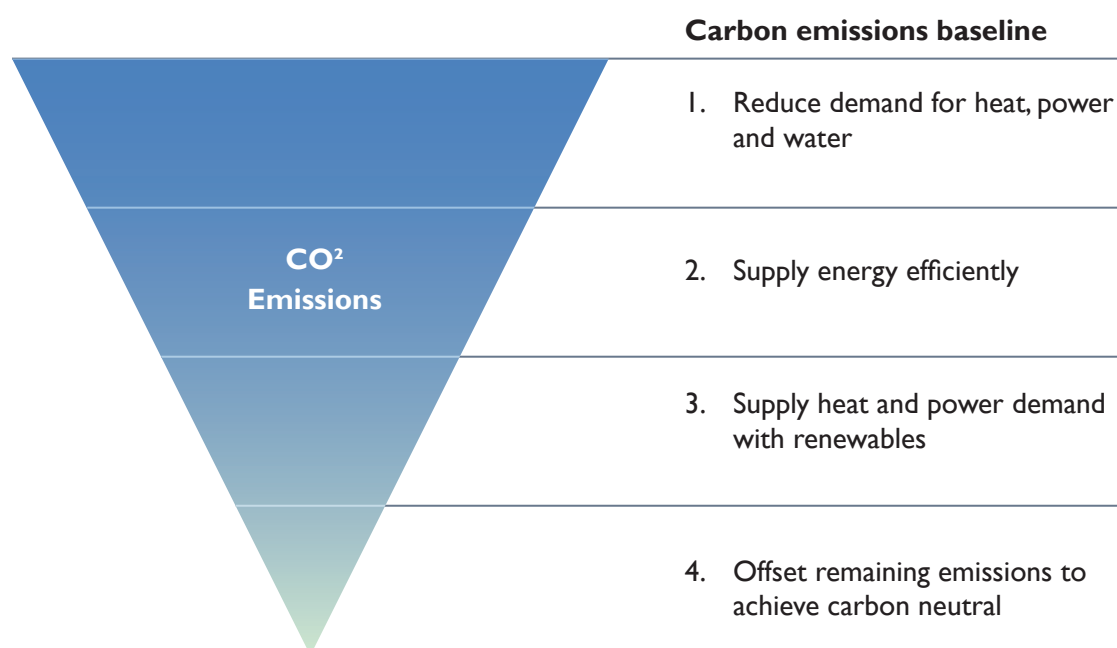 Carbon emissions baseline
1. Reduce demand for heat, power
and water
CO²
Emissions
2. Supply energy efficiently
3. Supply heat and power demand
with renewables
4. Offset remaining emissions to
achieve carbon neutral